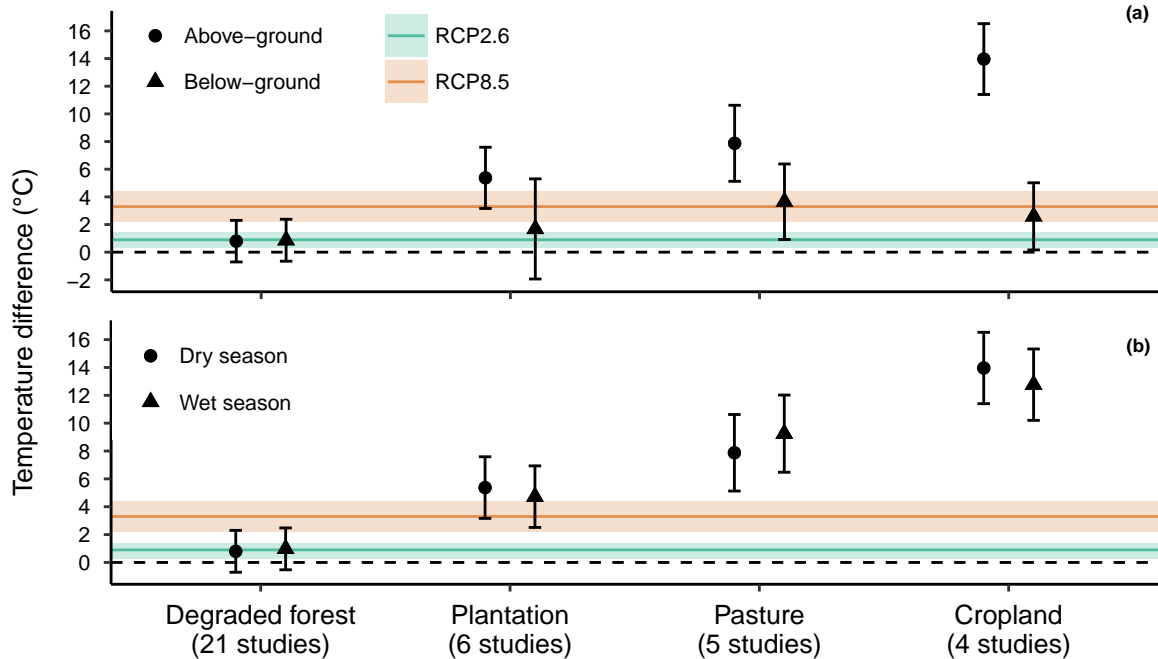 (a)
Above−ground
RCP2.6
Below−ground
RCP8.5
16
14
12
10
8
6
4
2
0
−2
Temperature difference (°C)
(b)
Dry season
Wet season
16
14
12
10
8
6
4
2
0
Degraded forest
(21 studies)
Plantation
(6 studies)
Pasture
(5 studies)
Cropland
(4 studies)